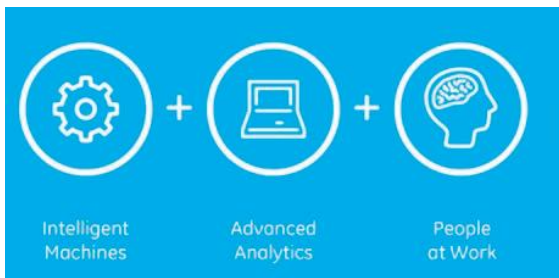 +
+
Intelligent
Machines
Advanced
Analytics
People
at Work